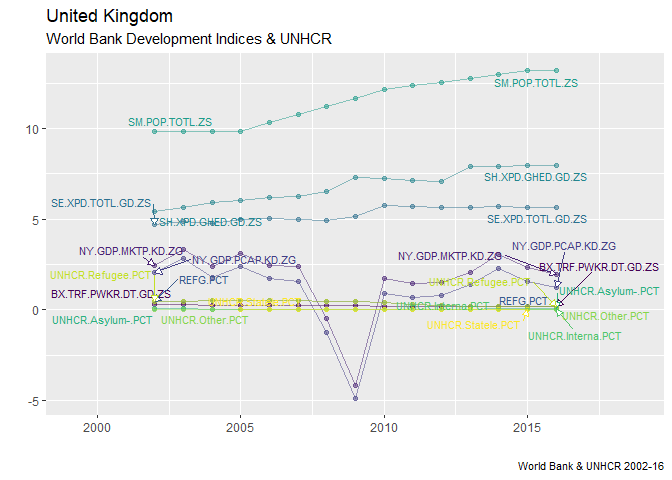 United Kingdom
World Bank Development Indices & UNHCR
SM.POP.TOTL.ZS
SM.POP.TOTL.ZS
10
SH.XPD.GHED.GD.ZS
SE.XPD.TOTL.GD.ZS
SH.XPD.GHED.GD.ZS
SE.XPD.TOTL.GD.ZS
5
NY.GDP.PCAP.KD.ZG
NY.GDP.MKTP.KD.ZG
NY.GDP.MKTP.KD.ZG
NY.GDP.PCAP.KD.ZG
BX.TRF.PWKR.DT.GD.ZS
UNHCR.Refugee.PCT
REFG.PCT
UNHCR.Refugee.PCT
BX.TRF.PWKR.DT.GD.ZS
UNHCR.Asylum-.PCT
REFG.PCT
UNHCR.Interna.PCT
0
UNHCR.Asylum-.PCT
UNHCR.Other.PCT
UNHCR.Other.PCT
UNHCR.Statele.PCT
UNHCR.Interna.PCT
-5
2000
2005
2010
2015
World Bank & UNHCR 2002-16